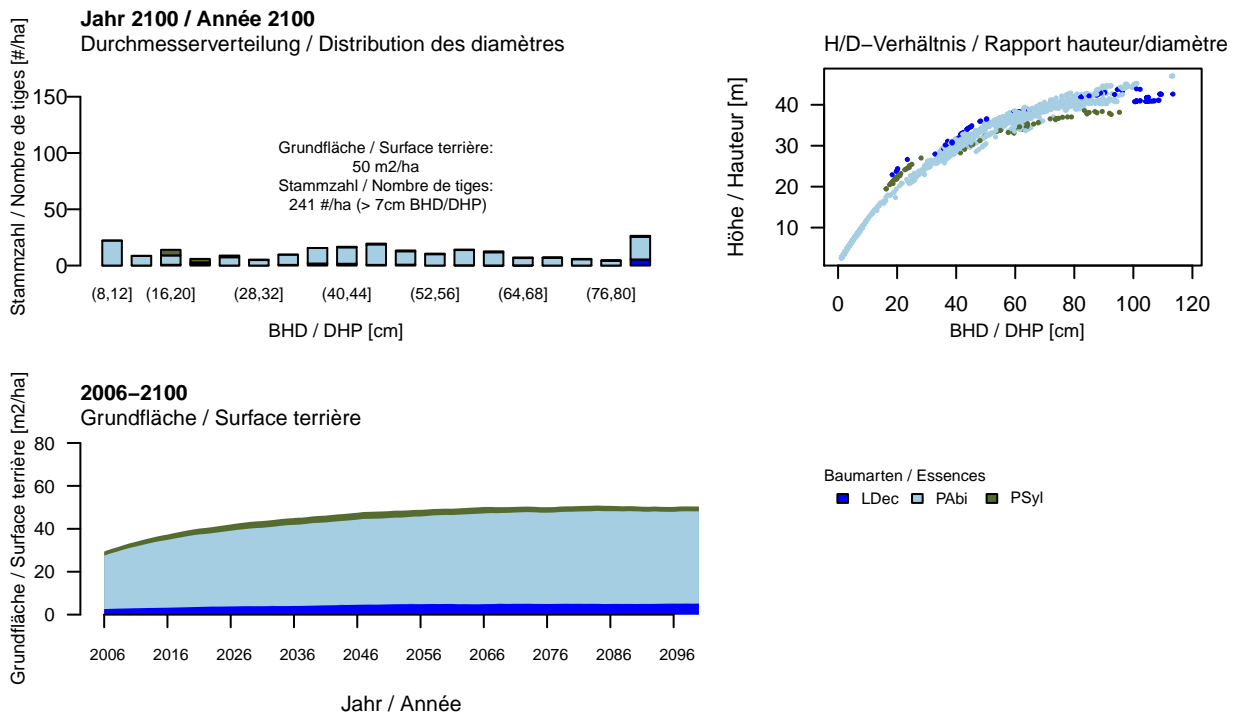 Jahr 2100 / Année 2100
Durchmesserverteilung / Distribution des diamètres
Stammzahl / Nombre de tiges [#/ha]
150
100
50
0
Grundfläche / Surface terrière:
50 m2/ha
Stammzahl / Nombre de tiges:
241 #/ha (> 7cm BHD/DHP)
(8,12] (16,20] (28,32] (40,44] (52,56] (64,68] (76,80]
BHD / DHP [cm]
H/D−Verhältnis / Rapport hauteur/diamètre
Höhe / Hauteur [m]
40
30
20
10
0 20 40 60 80 100 120
BHD / DHP [cm]
2006−2100
Grundfläche / Surface terrière
Grundfläche / Surface terrière [m2/ha]
80
60
40
20
0
2006 2016 2026 2036 2046 2056 2066 2076 2086 2096
Jahr / Année
Baumarten / Essences
LDec PAbi PSyl